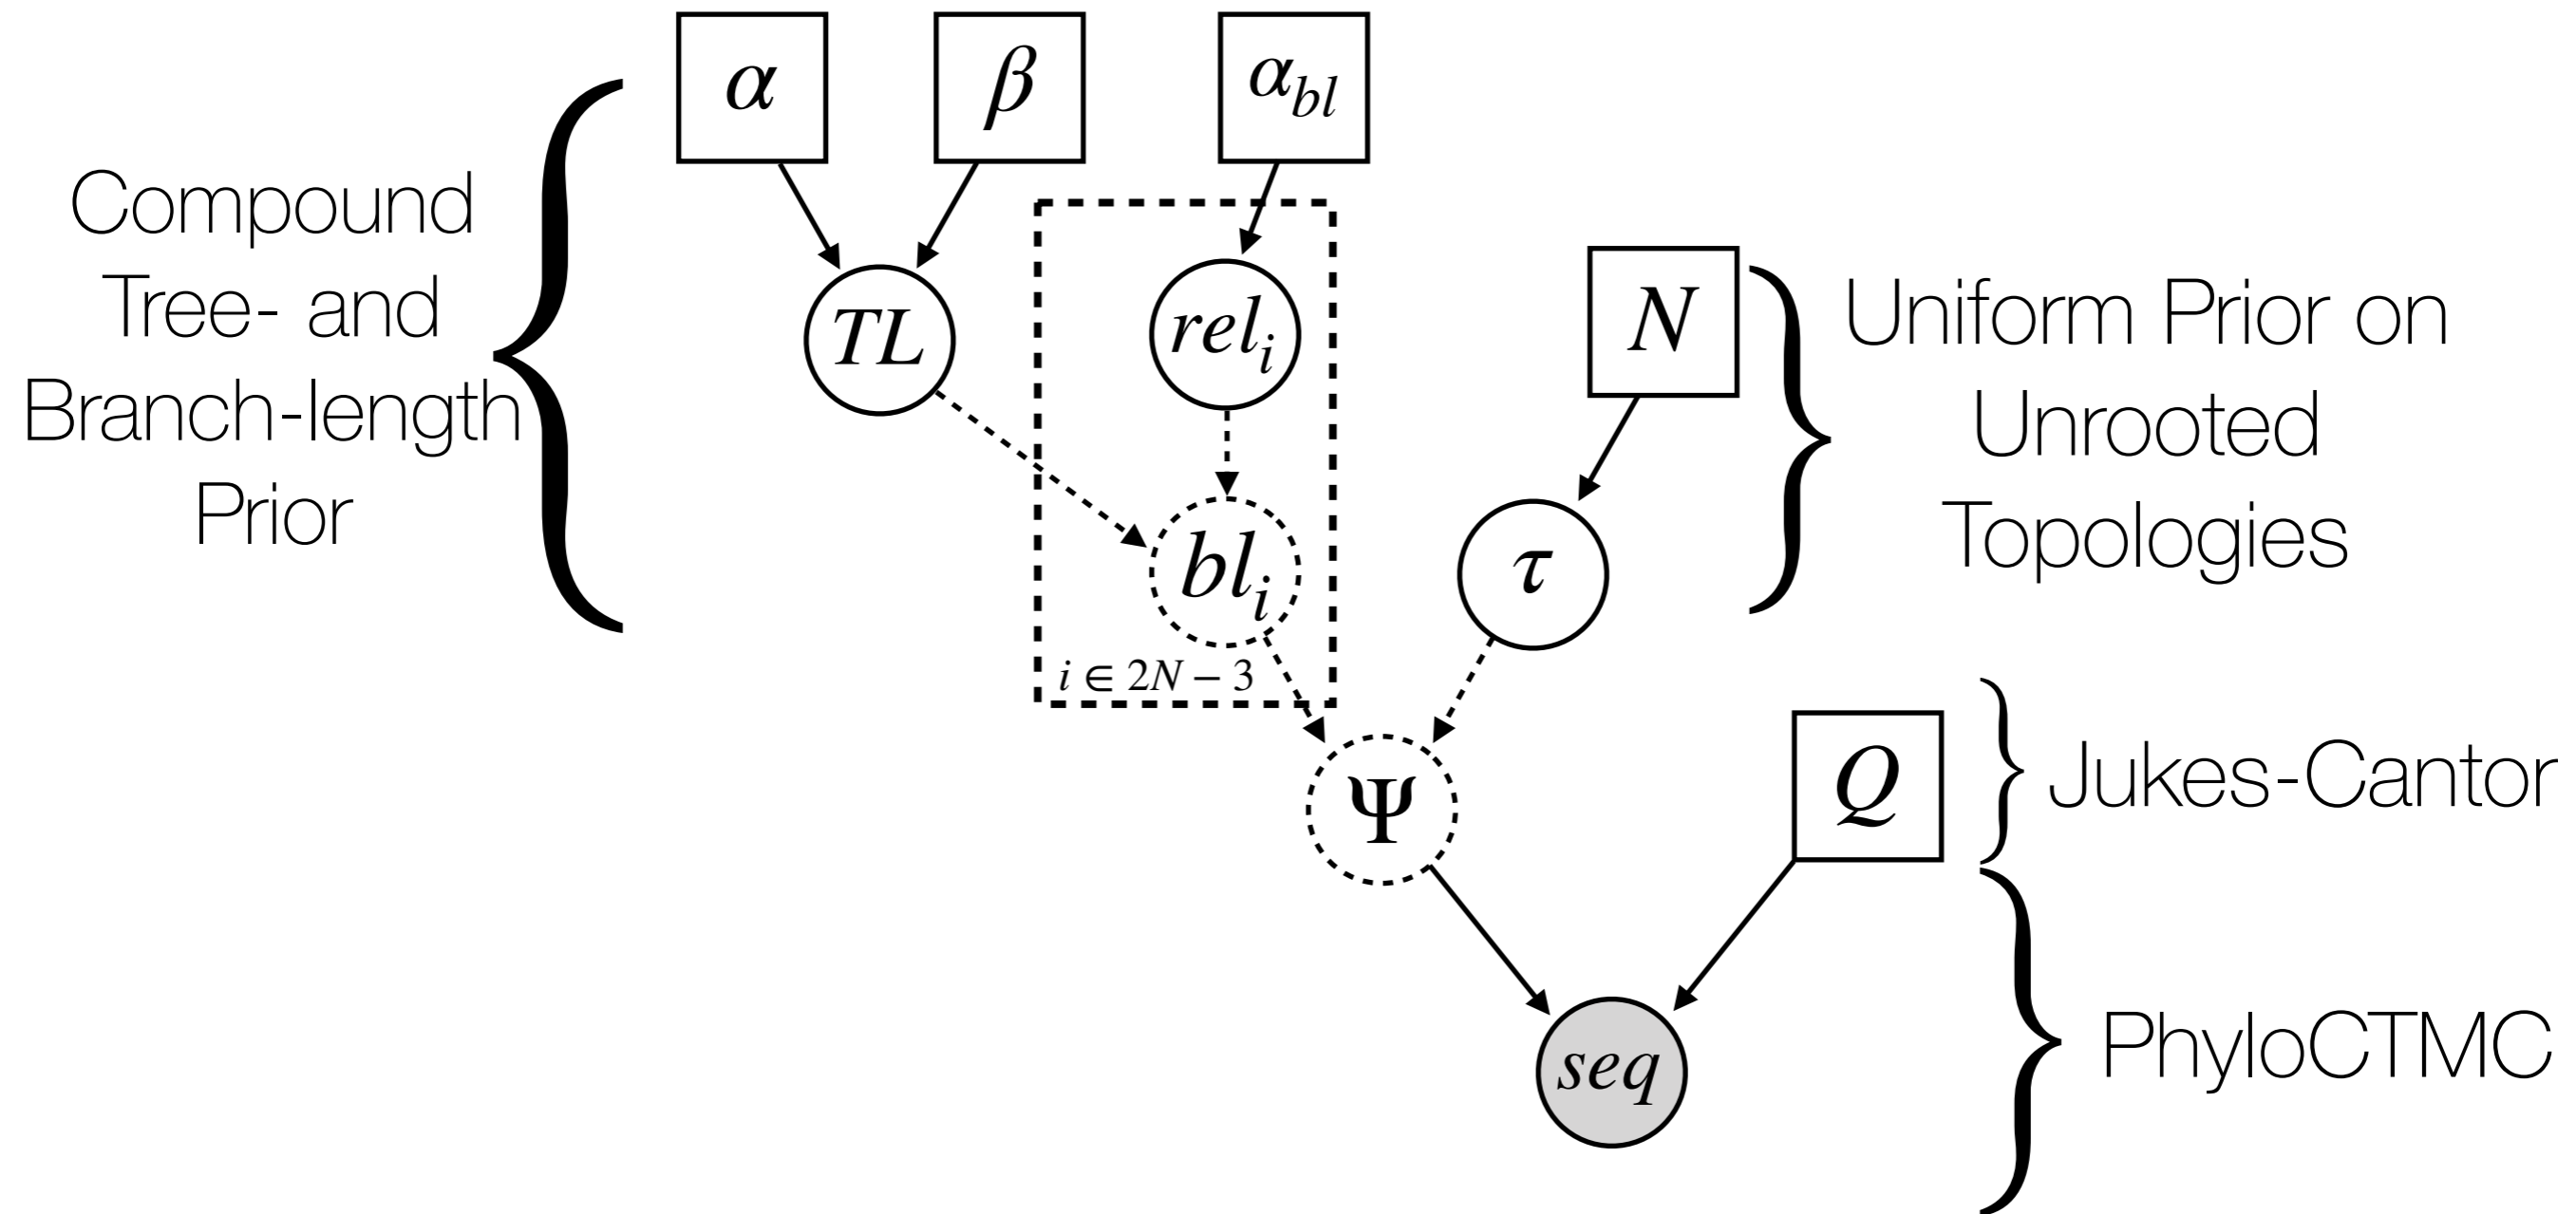 α
β
α_bl
Compound
Tree- and
Branch-length
Prior
TL
rel_i
N
Uniform Prior on
Unrooted
Topologies
bl_i
τ
i ∈ 2N − 3
Ψ
Q
Jukes-Cantor
seq
PhyloCTMC